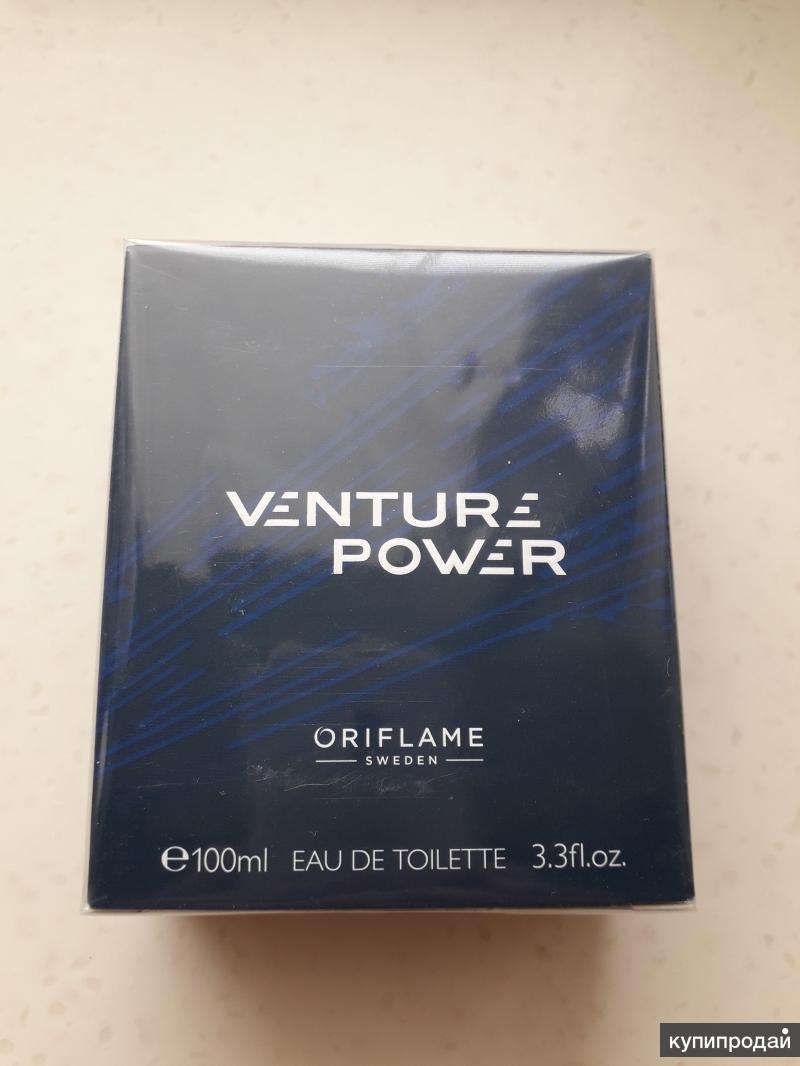 VENTURE
POWER
ORIFLAME
SWEDEN
℮100ml EAU DE TOILETTE 3.3fl.oz.
купипродай